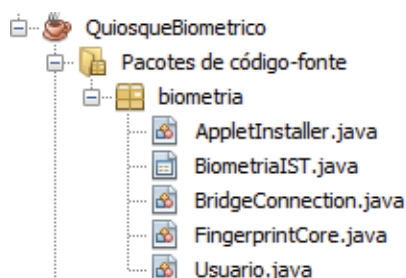 QuiosqueBiometrico
Pacotes de código-fonte
biometria
AppletInstaller.java
BiometriaIST.java
BridgeConnection.java
FingerprintCore.java
Usuario.java